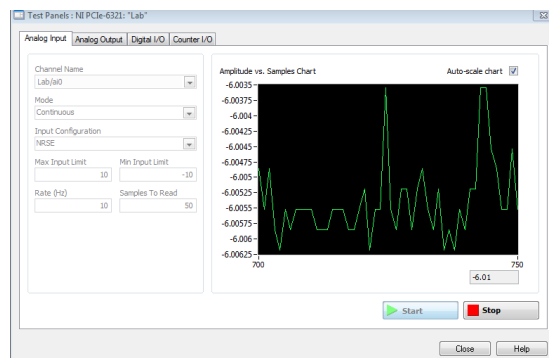 Test Panels : NI PCIe-6321: "Lab"
Analog Input Analog Output Digital I/O Counter I/O
Channel Name
Lab/ai0
Mode
Continuous
Input Configuration
NRSE
Max Input Limit Min Input Limit
10 -10
Rate (Hz) Samples To Read
10 50
Amplitude vs. Samples Chart Auto-scale chart
-6.0035
-6.00375
-6.004
-6.00425
-6.0045
-6.00475
-6.005
-6.00525
-6.0055
-6.00575
-6.006
-6.00625
700 750
-6.01
Start Stop
Close Help